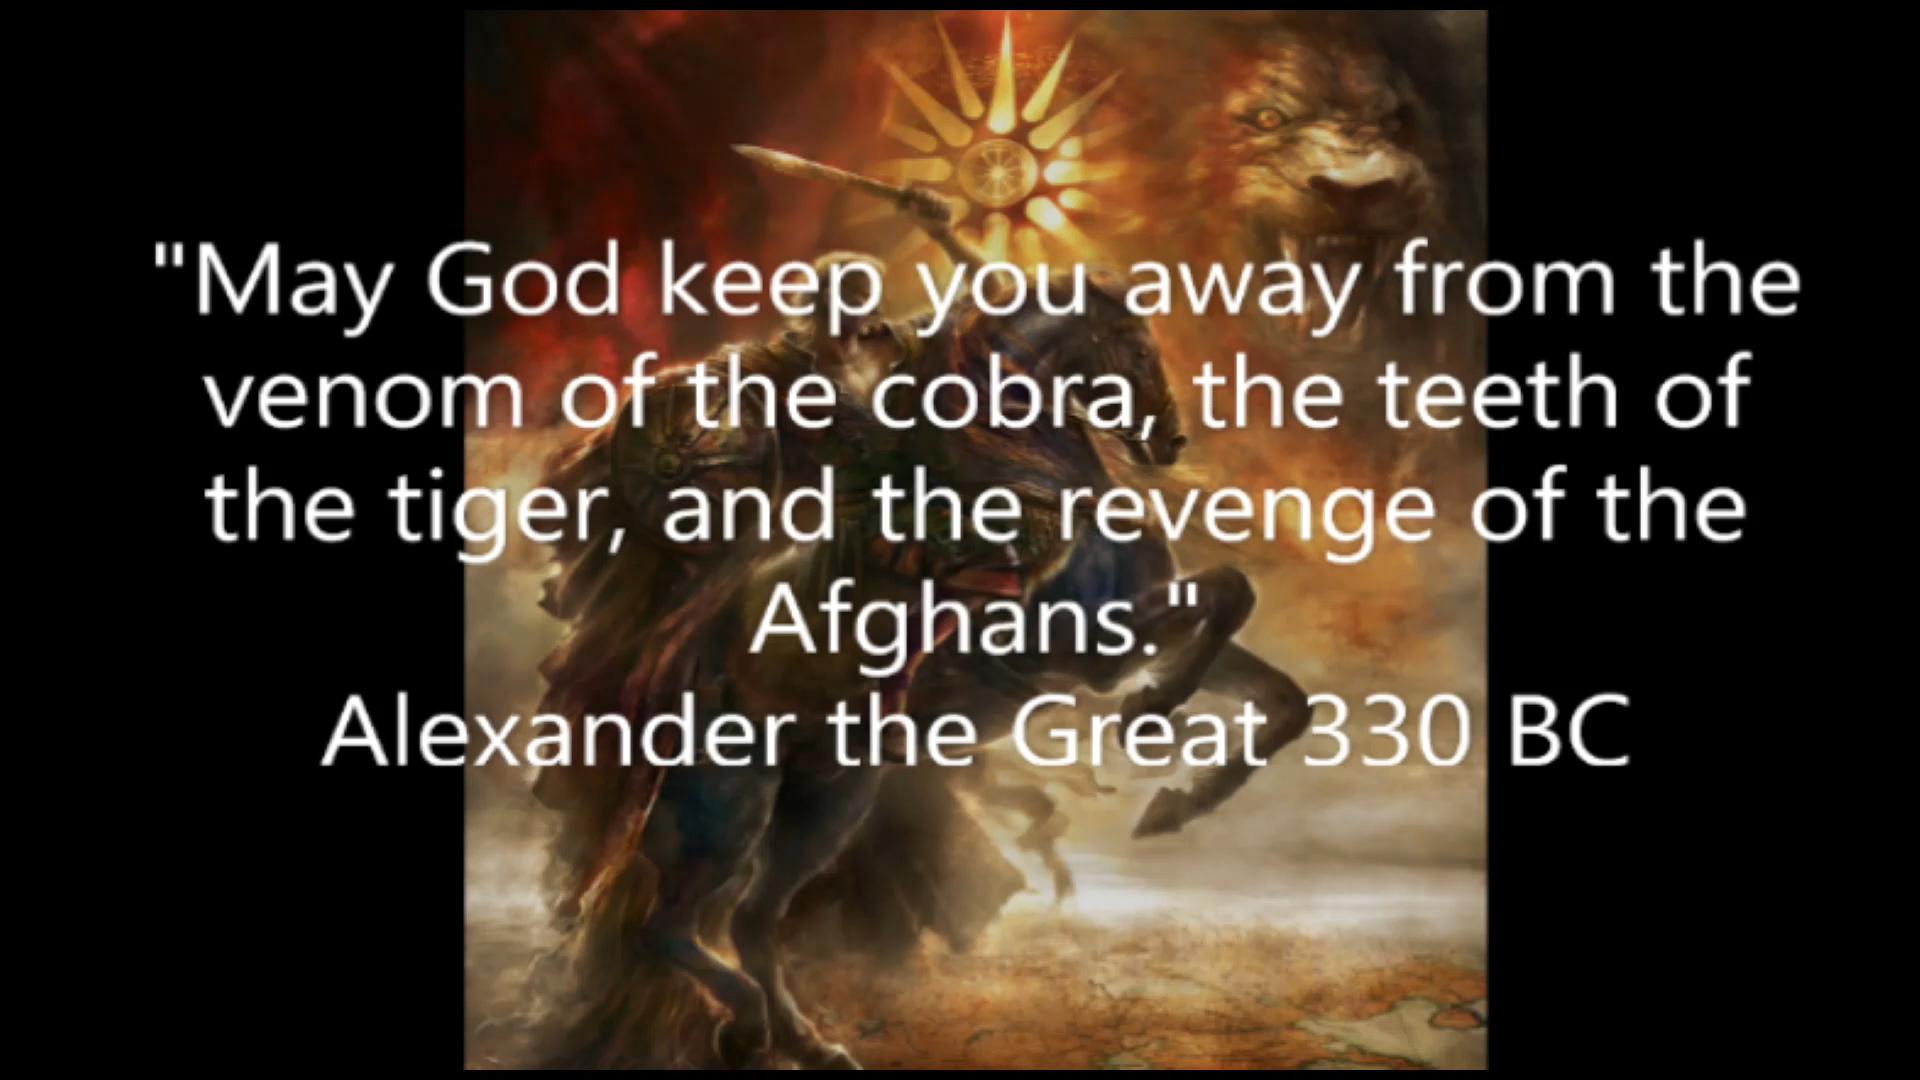 "May God keep you away from the
venom of the cobra, the teeth of
the tiger, and the revenge of the
Afghans."
Alexander the Great 330 BC